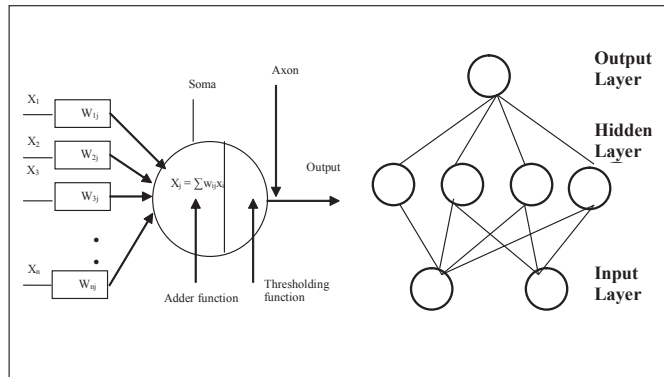 Axon
Soma
X1
W1j
X2
W2j
X3
W3j
Xj = ∑wijxi
Output
Xn
Wnj
Adder function
Thresholding
function
Output
Layer
Hidden
Layer
Input
Layer